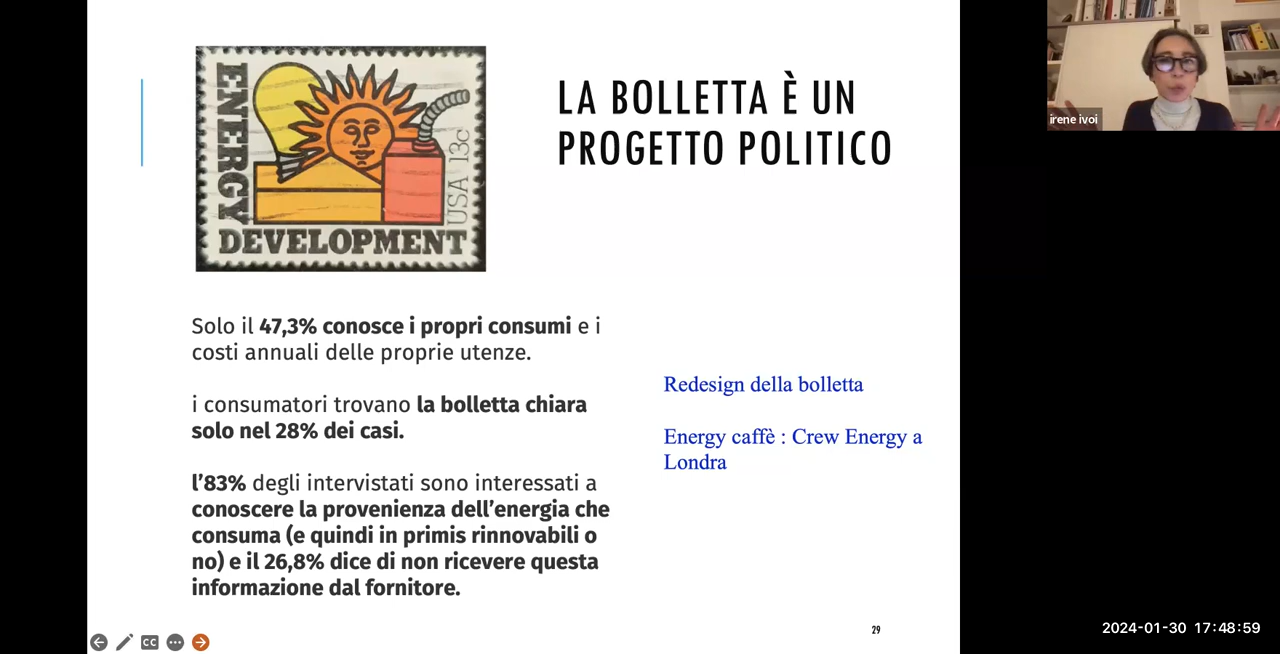 ENERGY
DEVELOPMENT
USA 13c
LA BOLLETTA È UN
PROGETTO POLITICO
irene ivoi
Solo il 47,3% conosce i propri consumi e i
costi annuali delle proprie utenze.
i consumatori trovano la bolletta chiara
solo nel 28% dei casi.
l’83% degli intervistati sono interessati a
conoscere la provenienza dell’energia che
consuma (e quindi in primis rinnovabili o
no) e il 26,8% dice di non ricevere questa
informazione dal fornitore.
Redesign della bolletta
Energy caffè : Crew Energy a
Londra
29
CC
2024-01-30 17:48:59